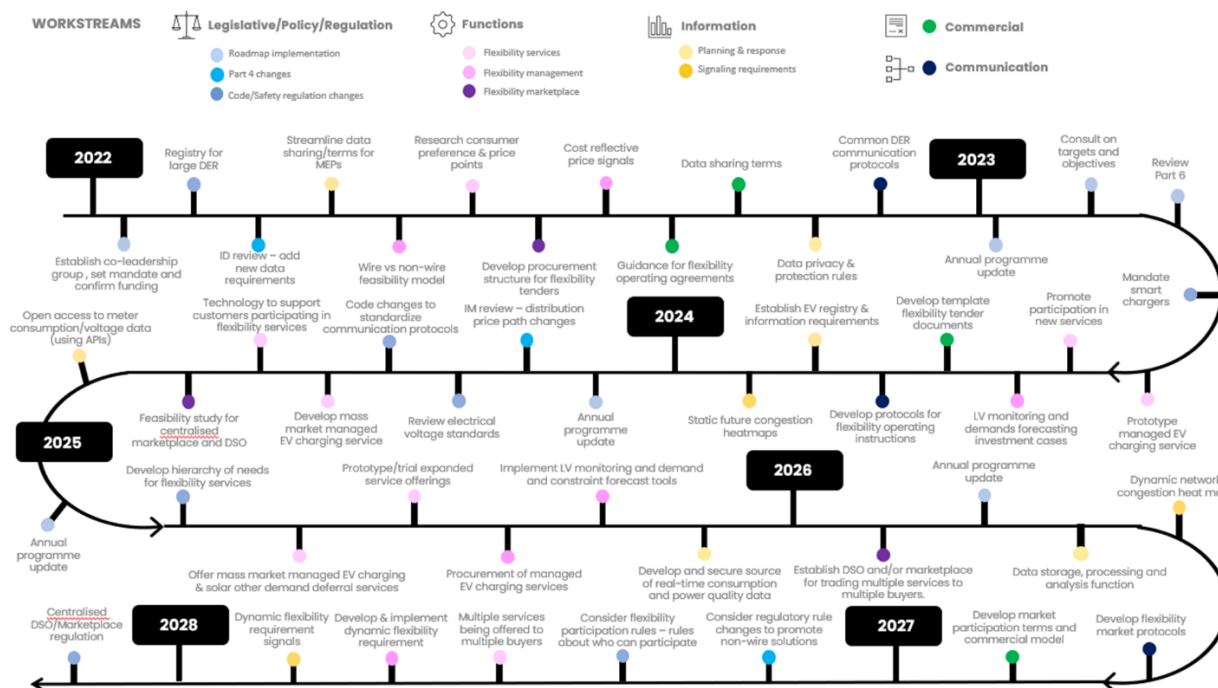 WORKSTREAMS
Legislative/Policy/Regulation
Roadmap implementation
Part 4 changes
Code/Safety regulation changes
Functions
Flexibility services
Flexibility management
Flexibility marketplace
Information
Planning & response
Signaling requirements
Commercial
Communication
2022
Registry for
large DER
Streamline data
sharing/terms for
MEPs
Research consumer
preference & price
points
Cost reflective
price signals
Data sharing terms
Common DER
communication
protocols
2023
Consult on
targets and
objectives
Review
Part 6
Establish co-leadership
group , set mandate and
confirm funding
ID review – add
new data
requirements
Wire vs non-wire
feasibility model
Develop procurement
structure for flexibility
tenders
Guidance for flexibility
operating agreements
Data privacy &
protection rules
Annual programme
update
Mandate
smart
chargers
Open access to meter
consumption/voltage data
(using APIs)
Technology to support
customers participating in
flexibility services
Code changes to
standardize
communication protocols
IM review – distribution
price path changes
2024
Establish EV registry &
information requirements
Develop template
flexibility tender
documents
Promote
participation in
new services
2025
Feasibility study for
centralised
marketplace and DSO
Develop mass
market managed
EV charging service
Review electrical
voltage standards
Annual
programme
update
Static future congestion
heatmaps
Develop protocols for
flexibility operating
instructions
LV monitoring and
demands forecasting
investment cases
Prototype
managed EV
charging service
Develop hierarchy of needs
for flexibility services
Prototype/trial expanded
service offerings
Implement LV monitoring and demand
and constraint forecast tools
2026
Annual programme
update
Dynamic network
congestion heat
Annual
programme
update
Offer mass market managed EV charging
& solar other demand deferral services
Procurement of managed
EV charging services
Develop and secure source
of real-time consumption
and power quality data
Establish DSO and/or marketplace
for trading multiple services to
multiple buyers.
Data storage, processing and
analysis function
Centralised
DSO/Marketplace
regulation
2028
Dynamic flexibility
requirement
signals
Develop & implement
dynamic flexibility
requirement
Multiple services
being offered to
multiple buyers
Consider flexibility
participation rules – rules
about who can participate
Consider regulatory rule
changes to promote
non-wire solutions
2027
Develop market
participation terms and
commercial model
Develop flexibility
market protocols